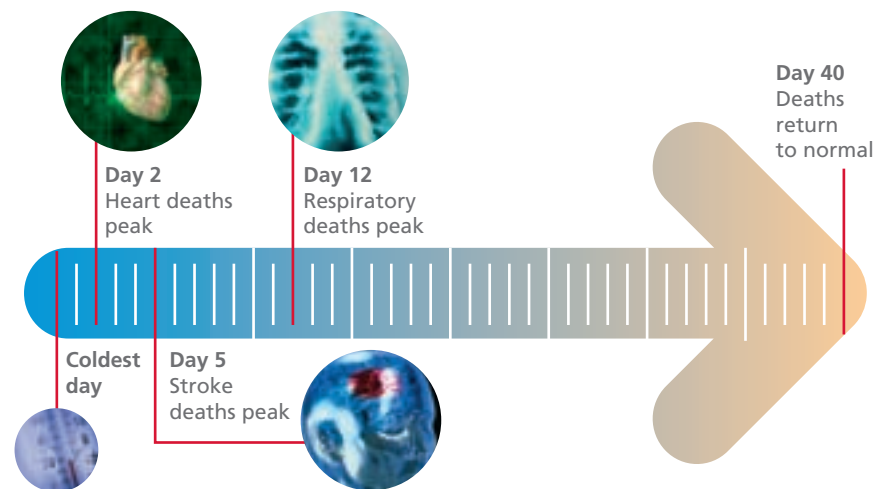 Day 2
Heart deaths
peak
Day 12
Respiratory
deaths peak
Day 40
Deaths
return
to normal
Coldest
day
Day 5
Stroke
deaths peak